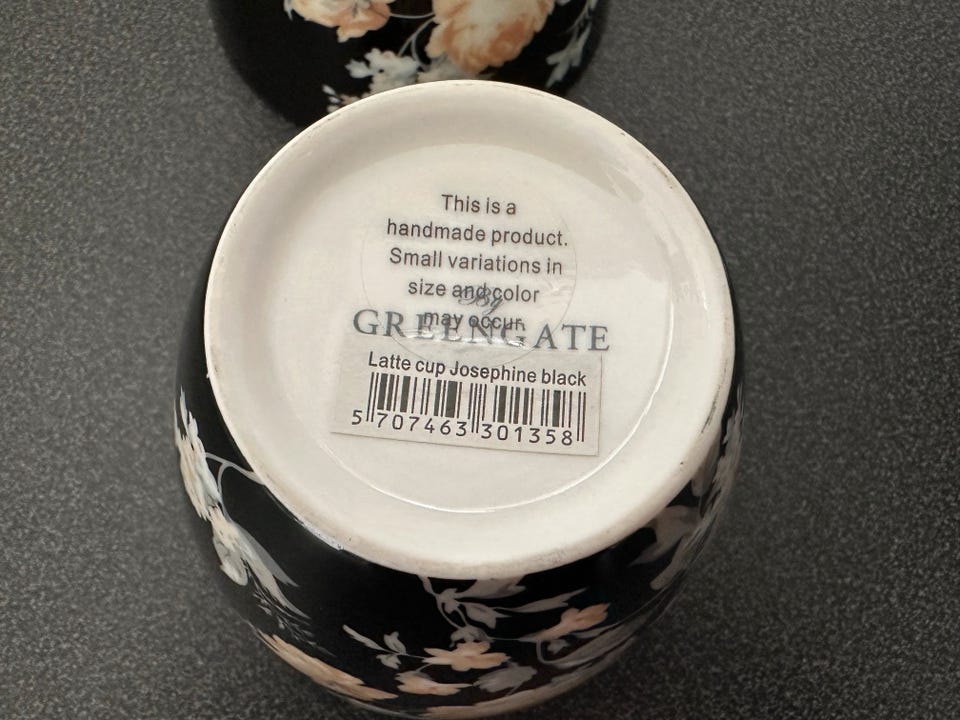 This is a
handmade product.
Small variations in
size and color
By
may occur.
GREENGATE
Latte cup Josephine black
5 707463 301358